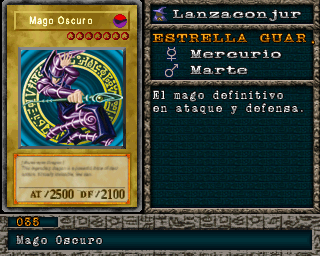 Mago Oscuro
AT/2500 DF/2100
Lanzaconjur
ESTRELLA GUAR.
Mercurio
Marte
El mago definitivo
en ataque y defensa.
035
Mago Oscuro